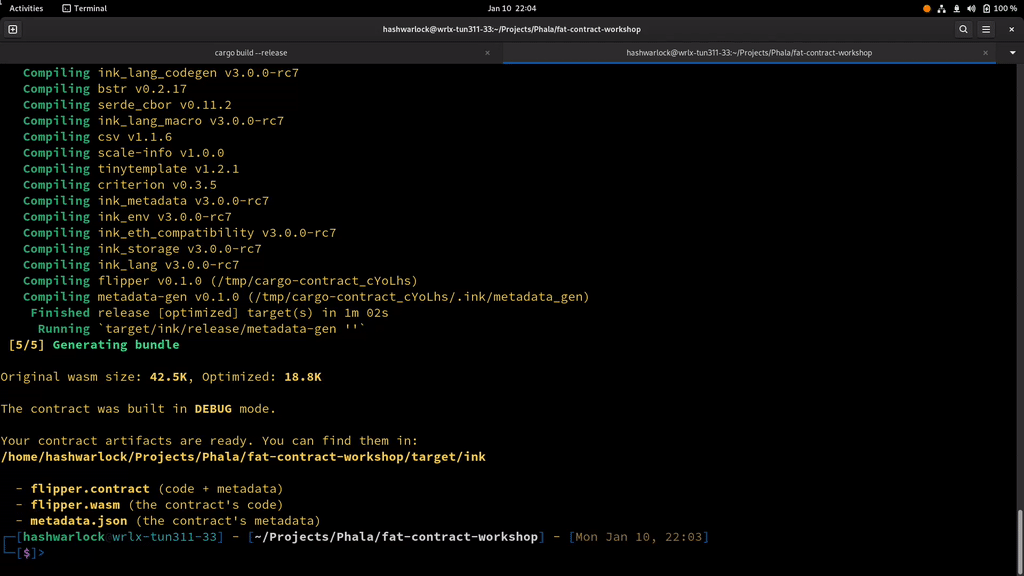 Activities Terminal Jan 10 22:04 100 %
hashwarlock@wrlx-tun311-33:~/Projects/Phala/fat-contract-workshop
cargo build --release × hashwarlock@wrlx-tun311-33:~/Projects/Phala/fat-contract-workshop ×
Compiling ink_lang_codegen v3.0.0-rc7
Compiling bstr v0.2.17
Compiling serde_cbor v0.11.2
Compiling ink_lang_macro v3.0.0-rc7
Compiling csv v1.1.6
Compiling scale-info v1.0.0
Compiling tinytemplate v1.2.1
Compiling criterion v0.3.5
Compiling ink_metadata v3.0.0-rc7
Compiling ink_env v3.0.0-rc7
Compiling ink_eth_compatibility v3.0.0-rc7
Compiling ink_storage v3.0.0-rc7
Compiling ink_lang v3.0.0-rc7
Compiling flipper v0.1.0 (/tmp/cargo-contract_cYoLhs)
Compiling metadata-gen v0.1.0 (/tmp/cargo-contract_cYoLhs/.ink/metadata_gen)
Finished release [optimized] target(s) in 1m 02s
Running `target/ink/release/metadata-gen ''`
[5/5] Generating bundle
Original wasm size: 42.5K, Optimized: 18.8K
The contract was built in DEBUG mode.
Your contract artifacts are ready. You can find them in:
/home/hashwarlock/Projects/Phala/fat-contract-workshop/target/ink
- flipper.contract (code + metadata)
- flipper.wasm (the contract's code)
- metadata.json (the contract's metadata)
[hashwarlock wrlx-tun311-33] - [~/Projects/Phala/fat-contract-workshop] - [Mon Jan 10, 22:03]
[$]>